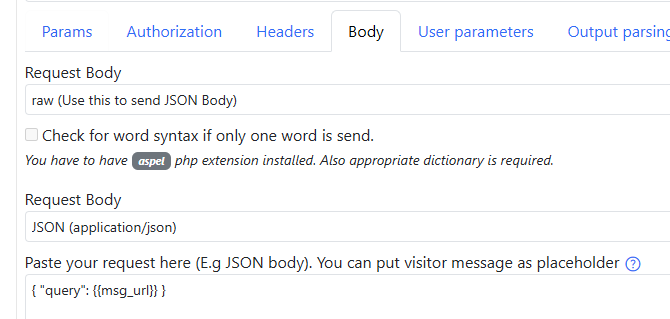 Params Authorization Headers Body User parameters Output parsing
Request Body
raw (Use this to send JSON Body)
Check for word syntax if only one word is send.
You have to have aspel php extension installed. Also appropriate dictionary is required.
Request Body
JSON (application/json)
Paste your request here (E.g JSON body). You can put visitor message as placeholder ?
{ "query": {{msg_url}} }